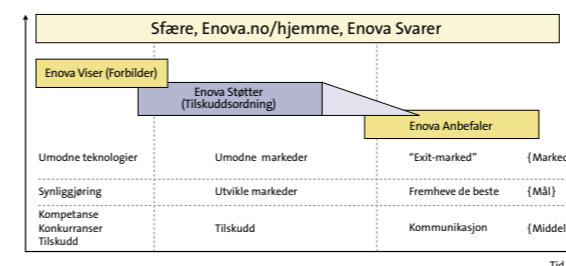 Sfære, Enova.no/hjemme, Enova Svarer
Enova Viser (Forbilder)
Enova Støtter
(Tilskuddsordning)
Enova Anbefaler
Umodne teknologier Umodne markeder "Exit-marked" {Marked
Synliggjøring Utvikle markeder Fremheve de beste {Mål}
Kompetanse
Konkurranser Tilskudd Kommunikasjon {Middel
Tilskudd
Tid